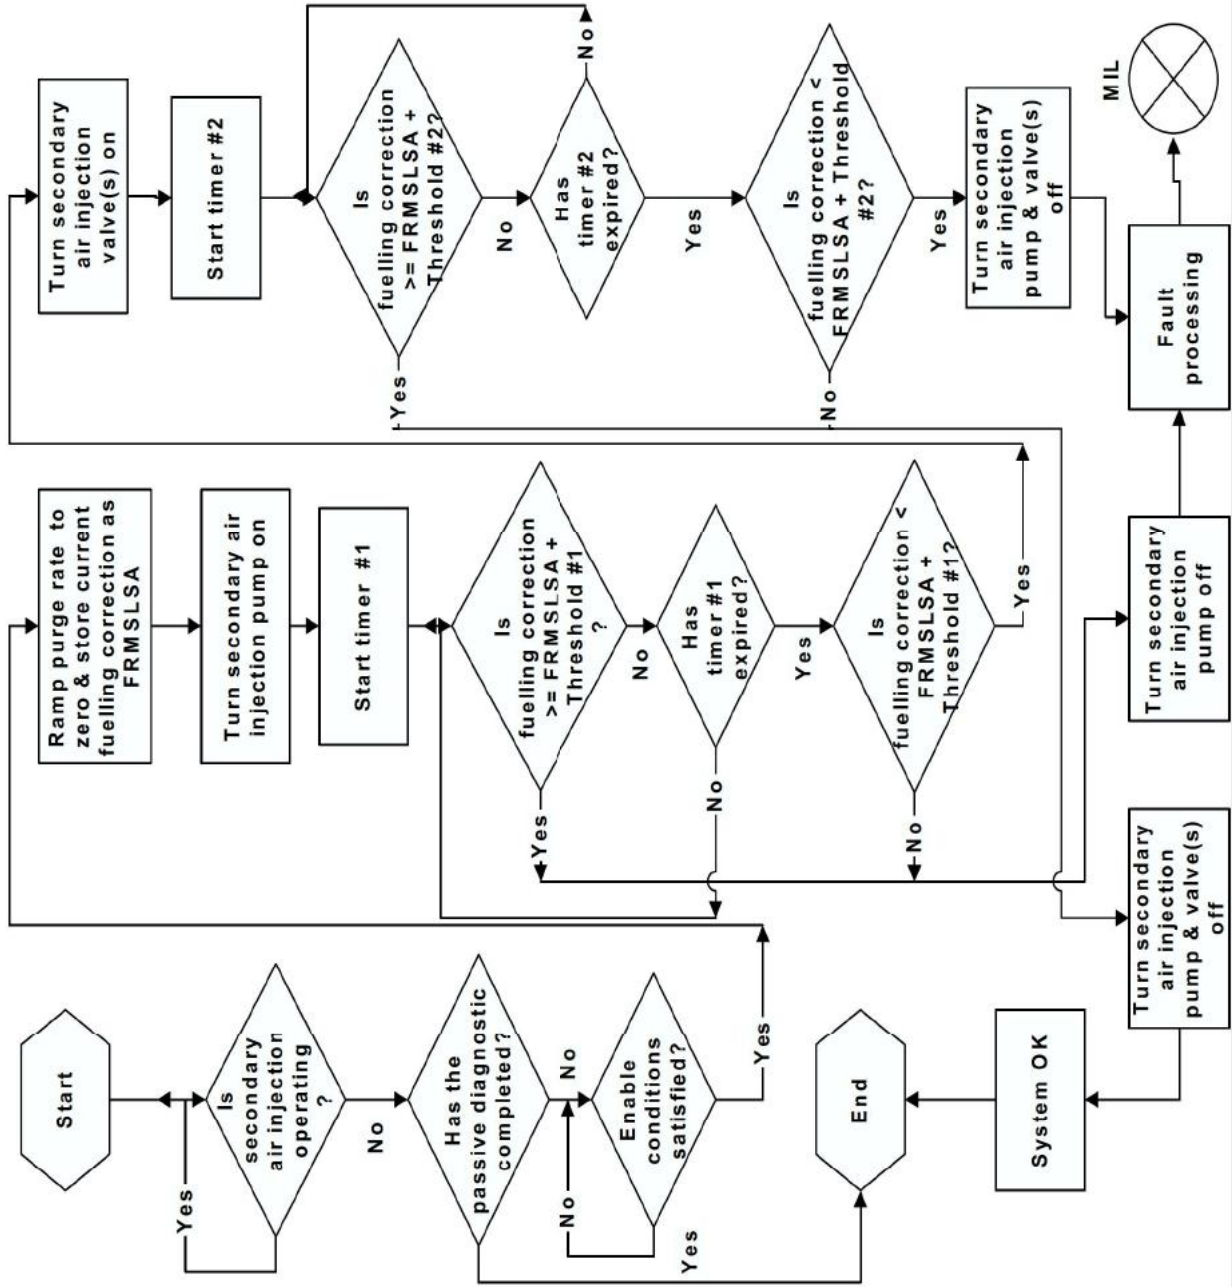 Start
Is
secondary
air injection
operating
?
Yes
No
Has the
passive diagnostic
completed?
No
Yes
Enable
conditions
satisfied?
No
Yes
End
System OK
Turn secondary
air injection
pump & valve(s)
off
Ramp purge rate to
zero & store current
fuelling correction as
FRMSLSA
Turn secondary air
injection pump on
Start timer #1
Is
fuelling correction
>= FRMSLSA +
Threshold #1
?
Yes
No
Has
timer #1
expired?
No
Yes
Is
fuelling correction <
FRMSLSA +
Threshold #1?
No
Yes
Turn secondary
air injection
pump off
Turn secondary
air injection
valve(s) on
Start timer #2
Is
fuelling correction
>= FRMSLSA +
Threshold #2?
Yes
No
Has
timer #2
expired?
No
Yes
Is
fuelling correction <
FRMSLSA + Threshold
#2?
No
Yes
Turn secondary
air injection
pump & valve(s)
off
Fault
processing
MIL